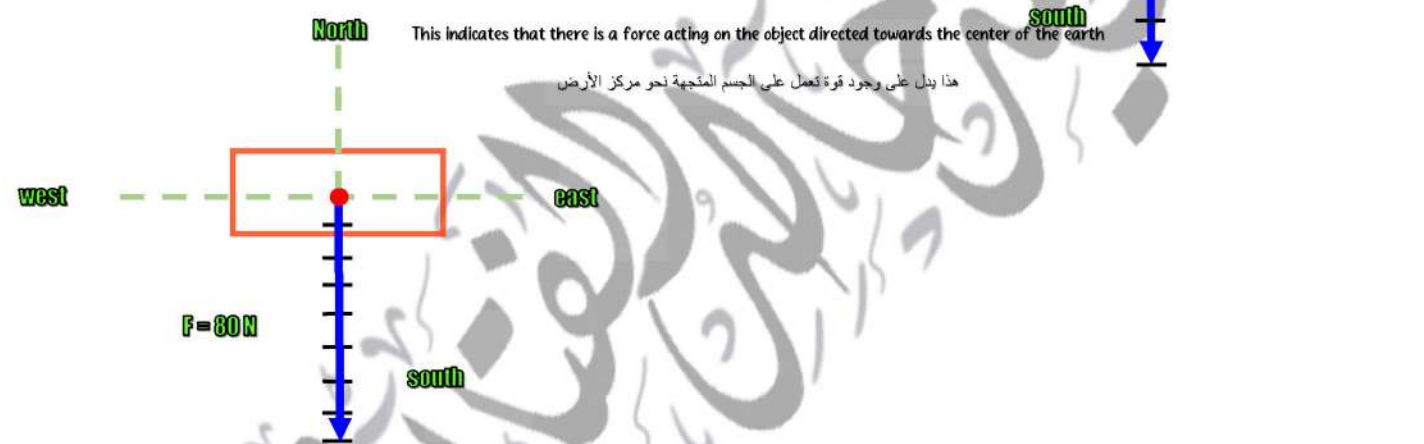 south
North
This indicates that there is a force acting on the object directed towards the center of the earth
هذا يدل على وجود قوة تعمل على الجسم المتجهة نحو مركز الأرض
west
east
F = 80 N
south